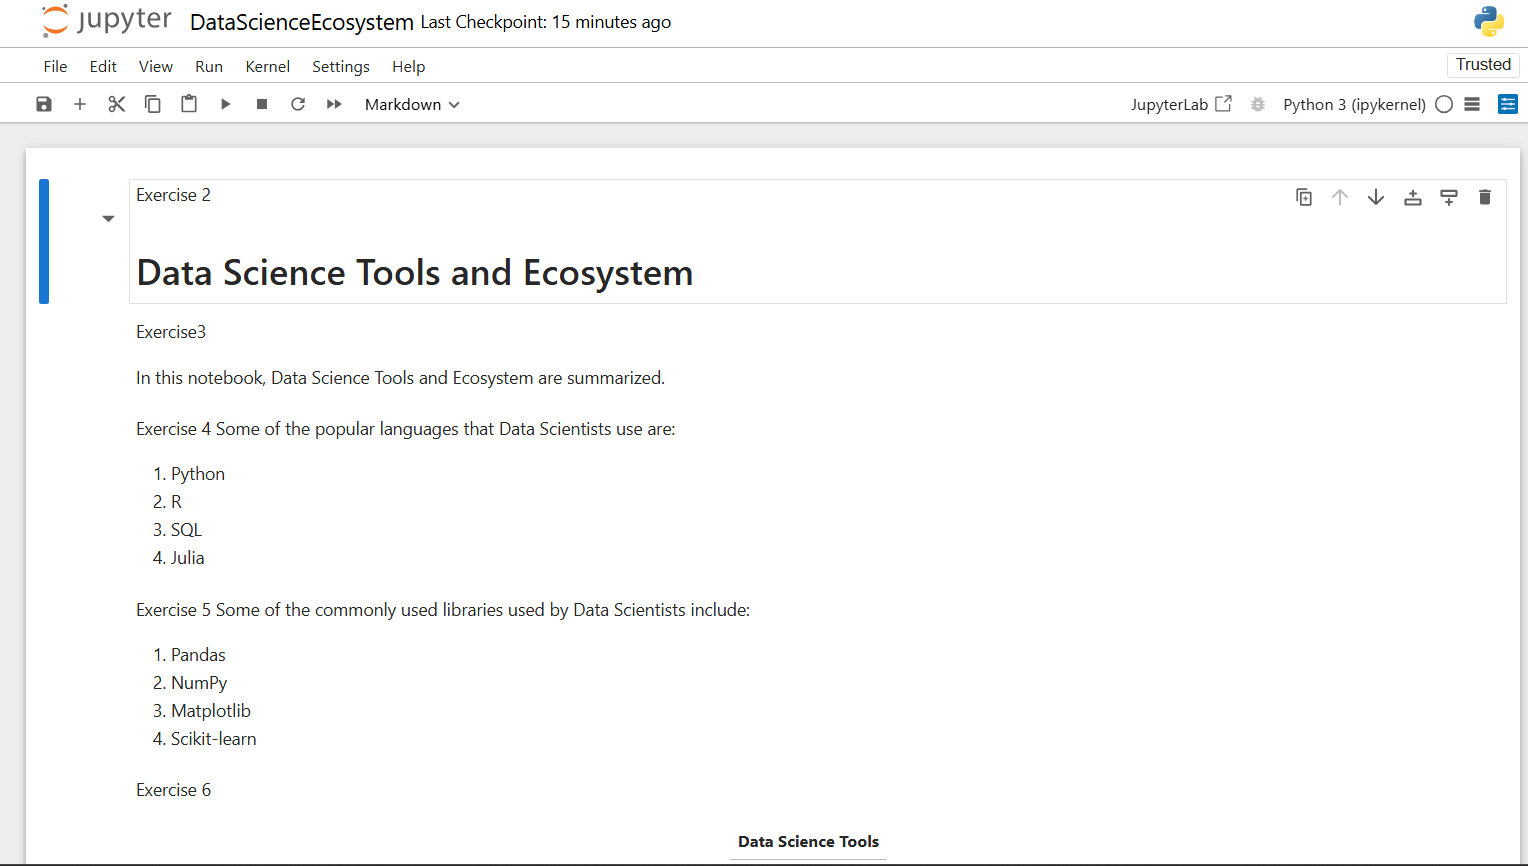 jupyter DataScienceEcosystem Last Checkpoint: 15 minutes ago
File Edit View Run Kernel Settings Help
Trusted
Markdown JupyterLab Python 3 (ipykernel)
Exercise 2
Data Science Tools and Ecosystem
Exercise3
In this notebook, Data Science Tools and Ecosystem are summarized.
Exercise 4 Some of the popular languages that Data Scientists use are:
1. Python
2. R
3. SQL
4. Julia
Exercise 5 Some of the commonly used libraries used by Data Scientists include:
1. Pandas
2. NumPy
3. Matplotlib
4. Scikit-learn
Exercise 6
Data Science Tools